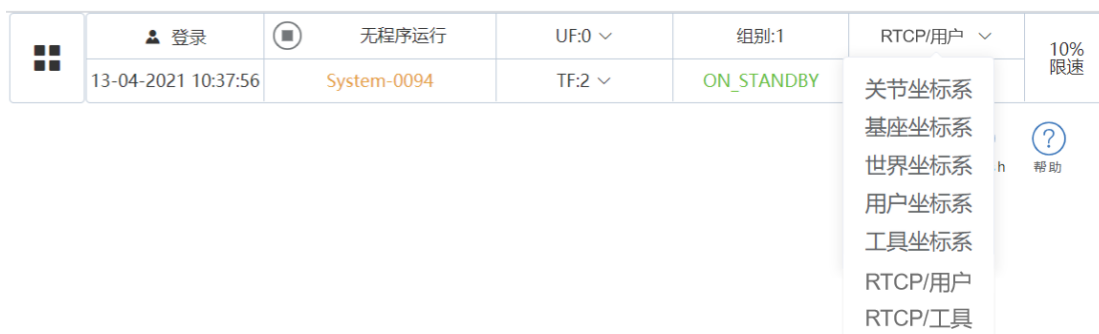 登录
无程序运行
UF:0
组别:1
RTCP/用户
10%
限速
13-04-2021 10:37:56
System-0094
TF:2
ON_STANDBY
关节坐标系
基座坐标系
世界坐标系
用户坐标系
工具坐标系
RTCP/用户
RTCP/工具
h
帮助